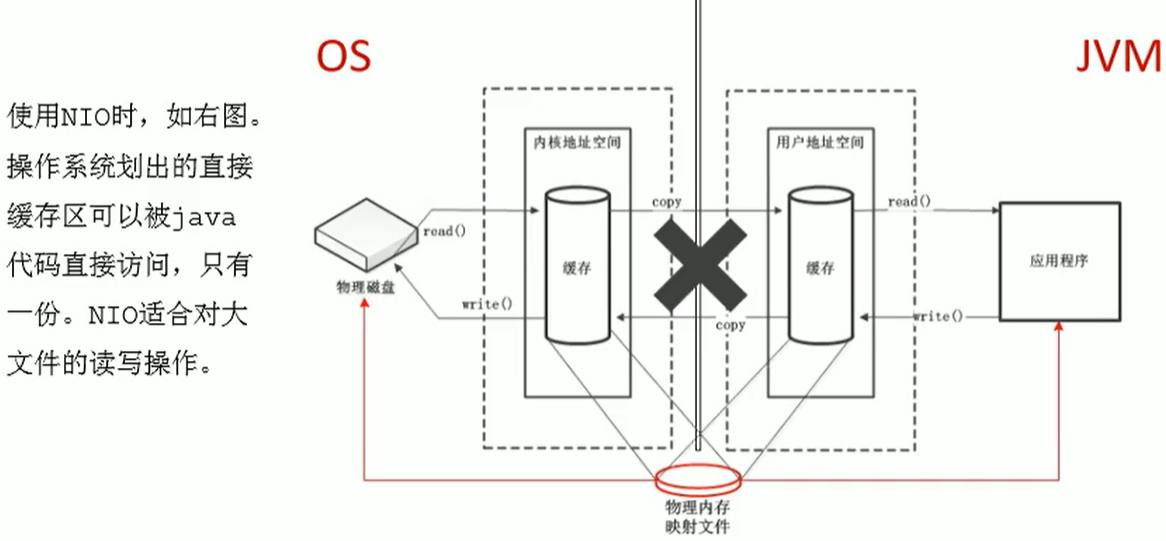 OS
JVM
使用NIO时，如右图。
操作系统划出的直接
缓存区可以被java
代码直接访问，只有
一份。NIO适合对大
文件的读写操作。
内核地址空间
用户地址空间
copy
read()
read()
缓存
缓存
应用程序
物理磁盘
write()
copy
write()
物理内存
映射文件